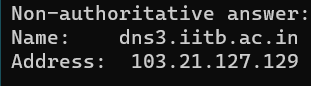 Non-authoritative answer:
Name:    dns3.iitb.ac.in
Address:  103.21.127.129